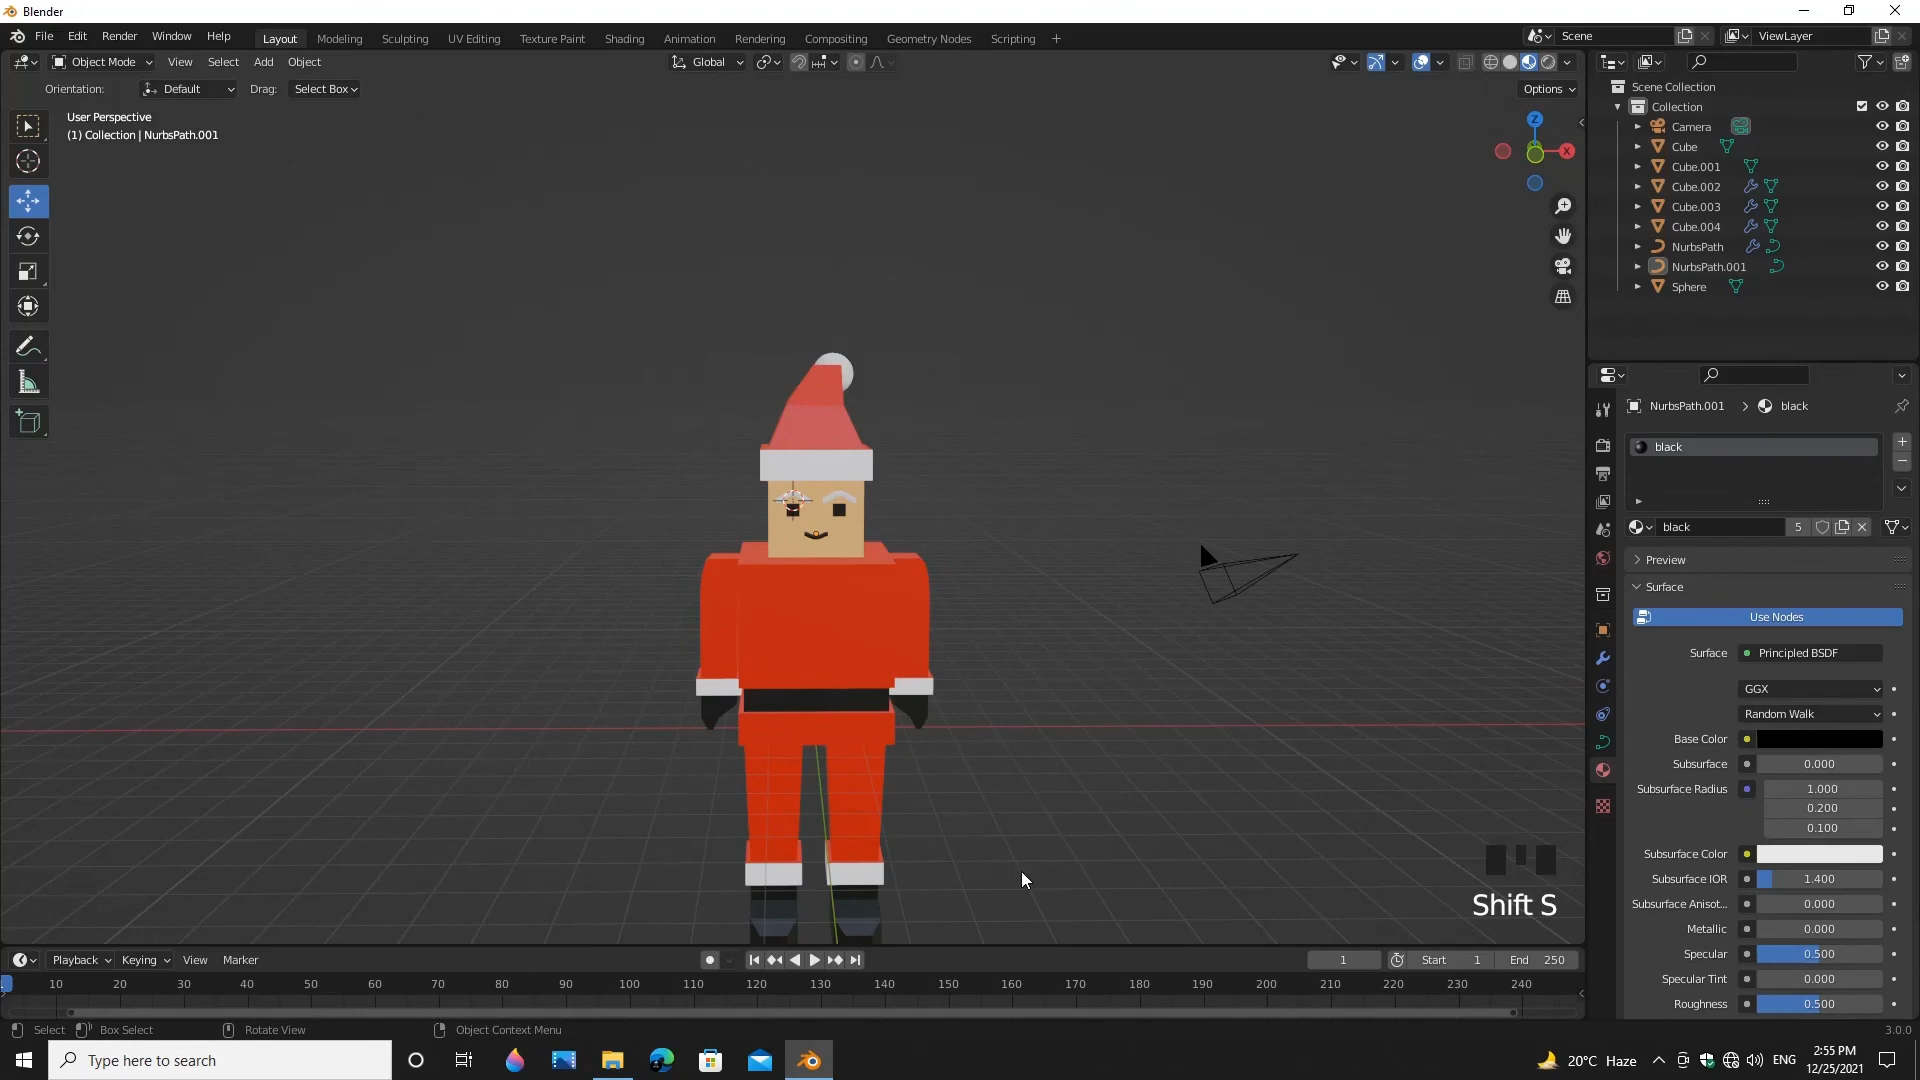 Blender
File Edit Render Window Help
Layout Modeling Sculpting UV Editing Texture Paint Shading Animation Rendering Compositing Geometry Nodes Scripting +
Scene
ViewLayer
Object Mode View Select Add Object
Global
Orientation: Default Drag: Select Box
Options
User Perspective
(1) Collection | NurbsPath.001
Z
X
Scene Collection
Collection
Camera
Cube
Cube.001
Cube.002
Cube.003
Cube.004
NurbsPath
NurbsPath.001
Sphere
NurbsPath.001 > black
black
black 5
Preview
Surface
Use Nodes
Surface Principled BSDF
GGX
Random Walk
Base Color
Subsurface 0.000
Subsurface Radius 1.000
0.200
0.100
Subsurface Color
Subsurface IOR 1.400
Subsurface Anisot... 0.000
Metallic 0.000
Specular 0.500
Specular Tint 0.000
Roughness 0.500
Shift S
Playback Keying View Marker
1 Start 1 End 250
10 20 30 40 50 60 70 80 90 100 110 120 130 140 150 160 170 180 190 200 210 220 230 240
Select Box Select Rotate View Object Context Menu
3.0.0
Type here to search
20°C Haze
ENG
2:55 PM
12/25/2021